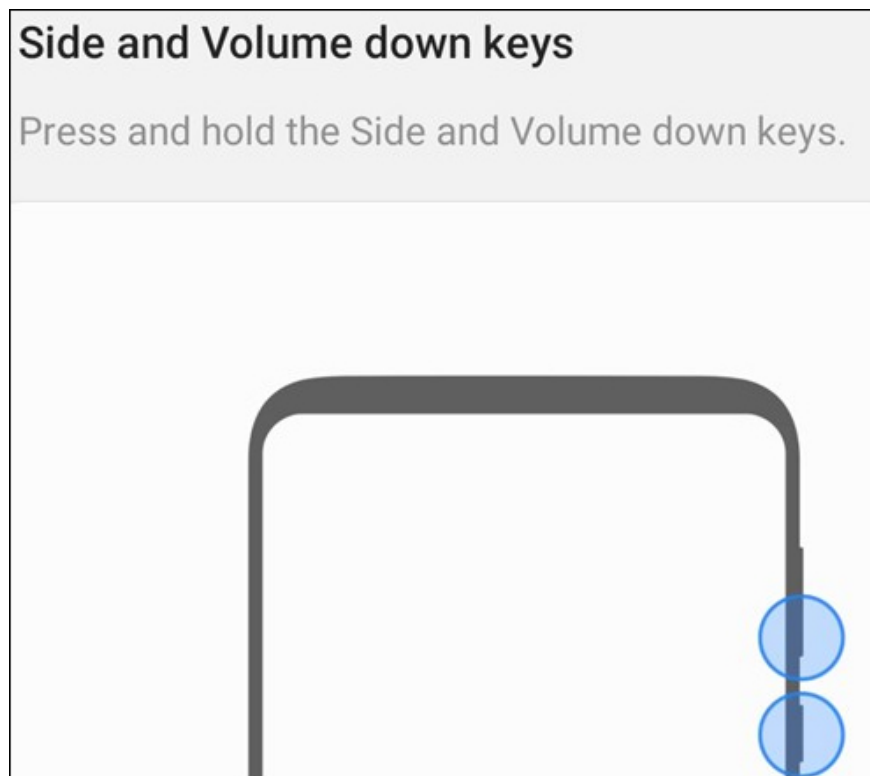 Side and Volume down keys
Press and hold the Side and Volume down keys.